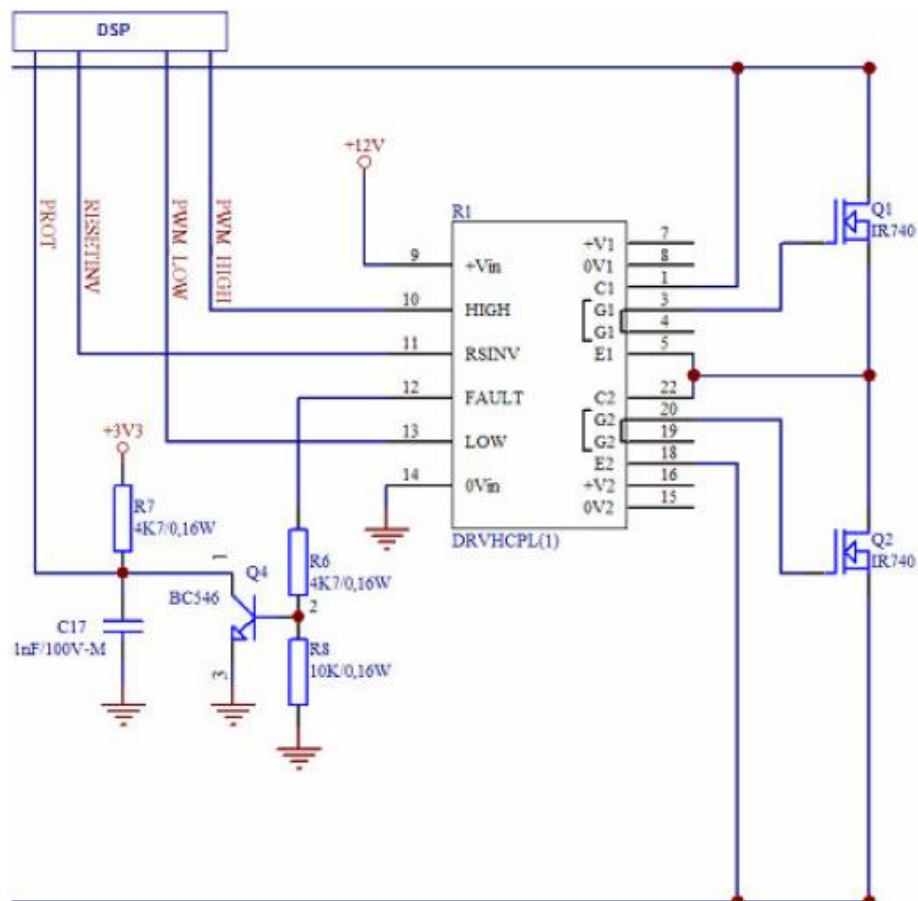 DSP
PROT
RESETINV
PWM LOW
PWM HIGH
+12V
R1
9 +Vin
10 HIGH
11 RSINV
12 FAULT
13 LOW
14 0Vin
+V1 7
0V1 8
C1 1
G1 3
G1 4
E1 5
C2 22
G2 20
G2 19
E2 18
+V2 16
0V2 15
DRVHCPL(1)
Q1
IR740
Q2
IR740
+3V3
R7
4K7/0,16W
1
Q4
BC546
2
3
R6
4K7/0,16W
R8
10K/0,16W
C17
1nF/100V-M